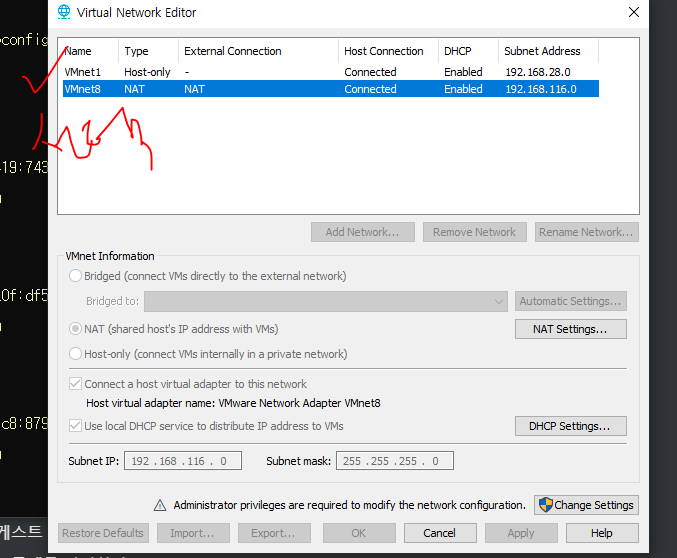 Virtual Network Editor
config
Name Type External Connection Host Connection DHCP Subnet Address
VMnet1 Host-only - Connected Enabled 192.168.28.0
VMnet8 NAT NAT Connected Enabled 192.168.116.0
19:743
Add Network... Remove Network Rename Network...
VMnet Information
Bridged (connect VMs directly to the external network)
0f:df5
Bridged to: Automatic Settings...
NAT (shared host's IP address with VMs) NAT Settings...
Host-only (connect VMs internally in a private network)
Connect a host virtual adapter to this network
Host virtual adapter name: VMware Network Adapter VMnet8
c8:879
Use local DHCP service to distribute IP address to VMs DHCP Settings...
Subnet IP: 192 . 168 . 116 . 0 Subnet mask: 255 . 255 . 255 . 0
Administrator privileges are required to modify the network configuration. Change Settings
게스트
Restore Defaults Import... Export... OK Cancel Apply Help